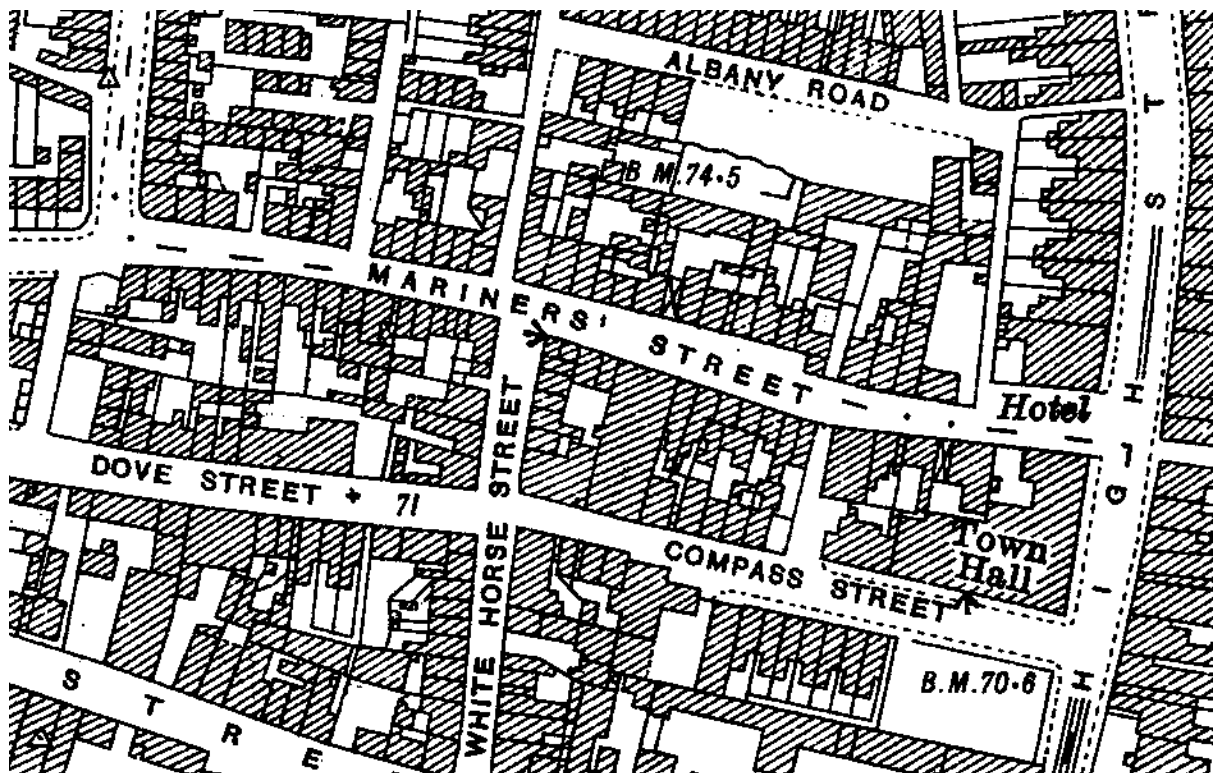 ALBANY ROAD
B.M.74·5
MARINERS' STREET
HIGH ST
Hotel
WHITE HORSE STREET
DOVE STREET + 71
COMPASS STREET
Town
Hall
B.M.70·6
STRE